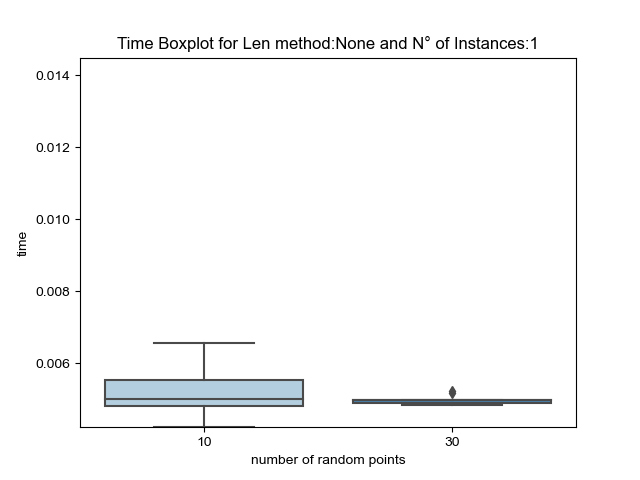 Time Boxplot for Len method:None and N° of Instances:1
0.014
0.012
0.010
0.008
0.006
time
10
30
number of random points